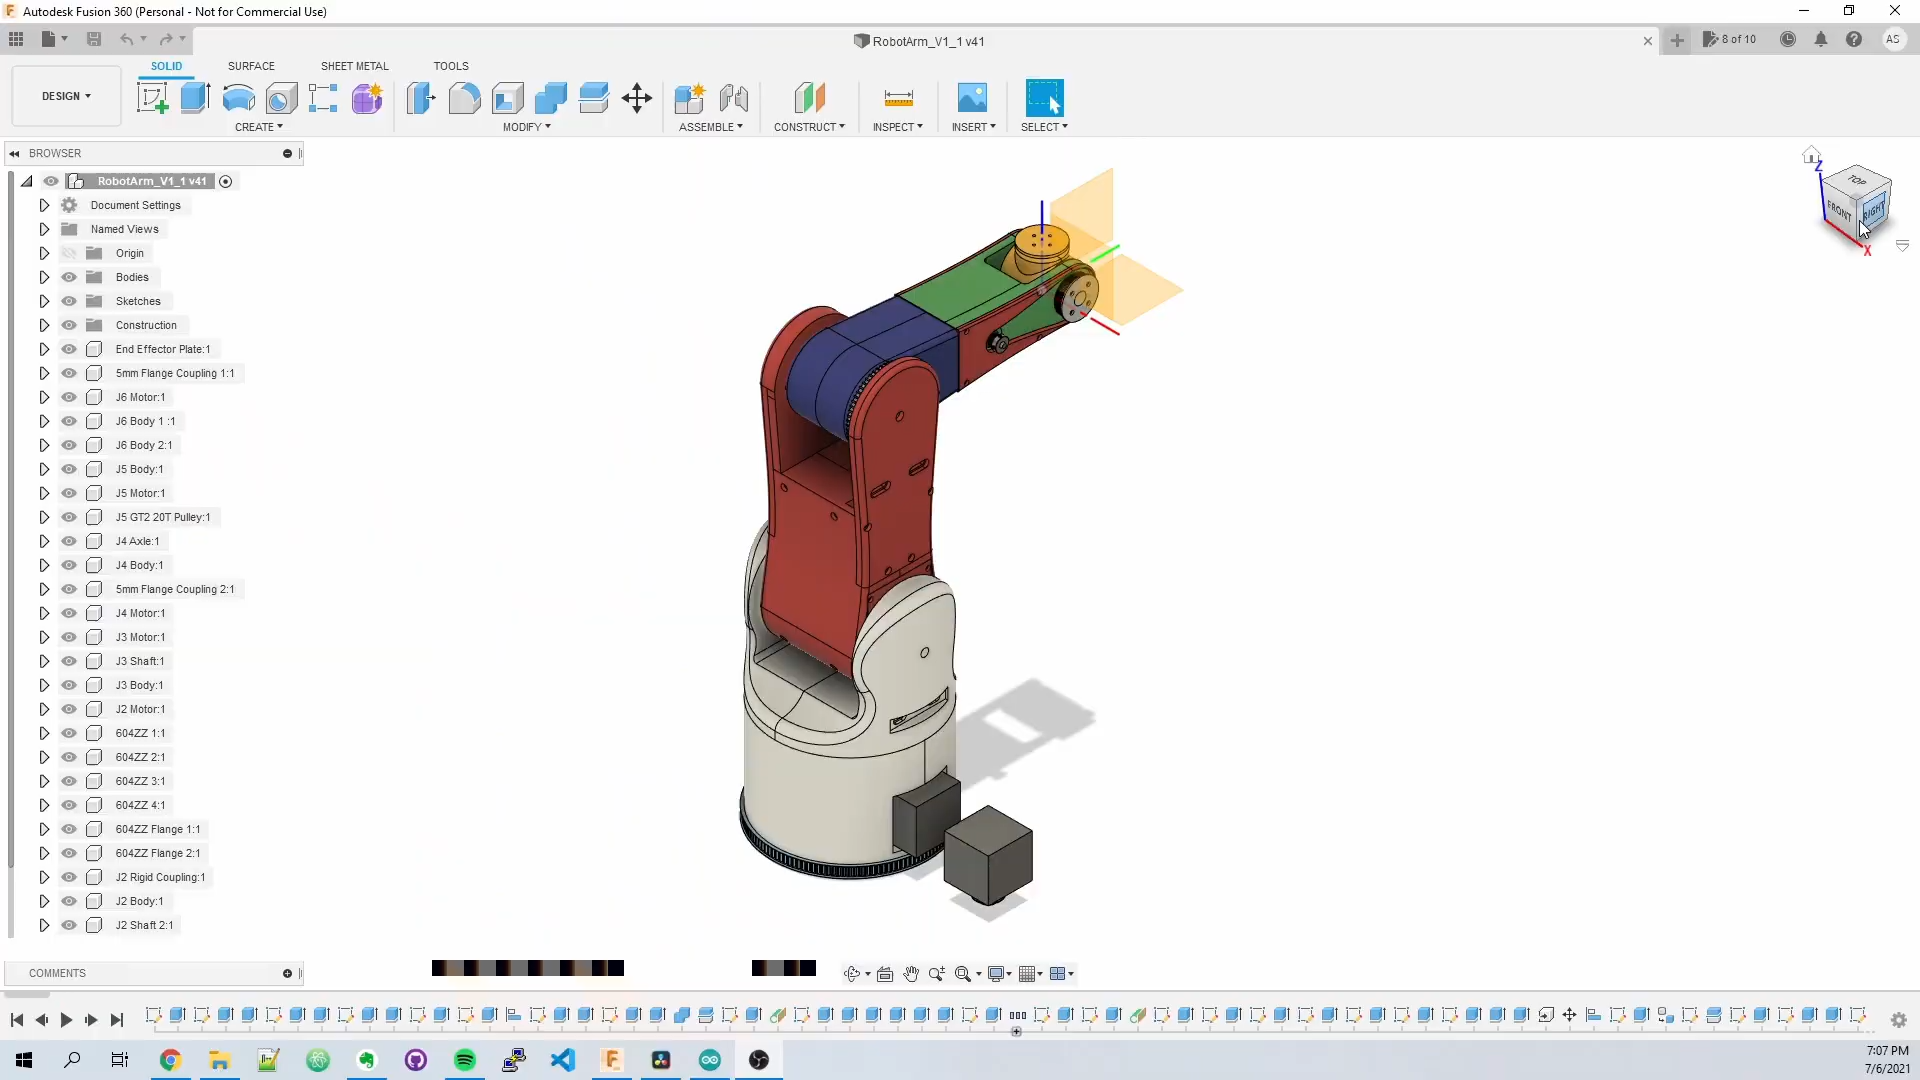 Autodesk Fusion 360 (Personal - Not for Commercial Use)
RobotArm_V1_1 v41
8 of 10
AS
DESIGN
SOLID
SURFACE
SHEET METAL
TOOLS
CREATE
MODIFY
ASSEMBLE
CONSTRUCT
INSPECT
INSERT
SELECT
BROWSER
RobotArm_V1_1 v41
Document Settings
Named Views
Origin
Bodies
Sketches
Construction
End Effector Plate:1
5mm Flange Coupling 1:1
J6 Motor:1
J6 Body 1 :1
J6 Body 2:1
J5 Body:1
J5 Motor:1
J5 GT2 20T Pulley:1
J4 Axle:1
J4 Body:1
5mm Flange Coupling 2:1
J4 Motor:1
J3 Motor:1
J3 Shaft:1
J3 Body:1
J2 Motor:1
604ZZ 1:1
604ZZ 2:1
604ZZ 3:1
604ZZ 4:1
604ZZ Flange 1:1
604ZZ Flange 2:1
J2 Rigid Coupling:1
J2 Body:1
J2 Shaft 2:1
Z
TOP
FRONT
RIGHT
X
COMMENTS
7:07 PM
7/6/2021